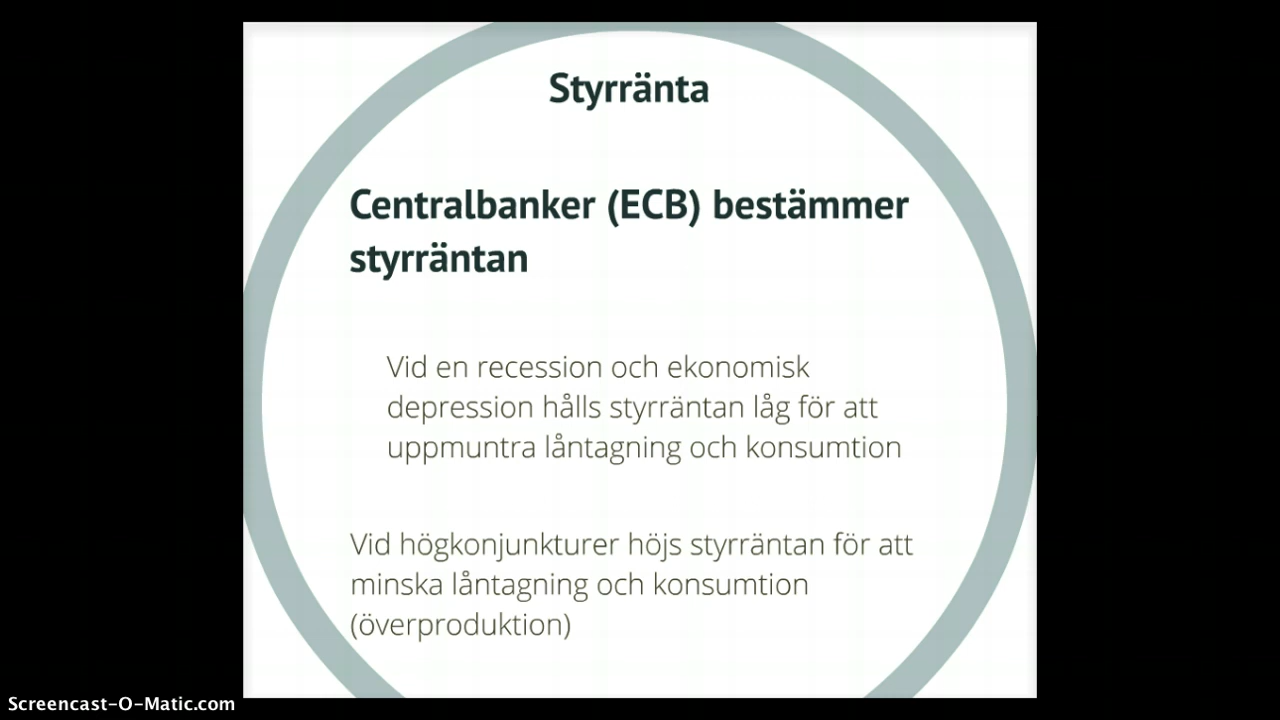 Styrränta
Centralbanker (ECB) bestämmer
styrräntan
Vid en recession och ekonomisk
depression hålls styrräntan låg för att
uppmuntra låntagning och konsumtion
Vid högkonjunkturer höjs styrräntan för att
minska låntagning och konsumtion
(överproduktion)
Screencast-O-Matic.com